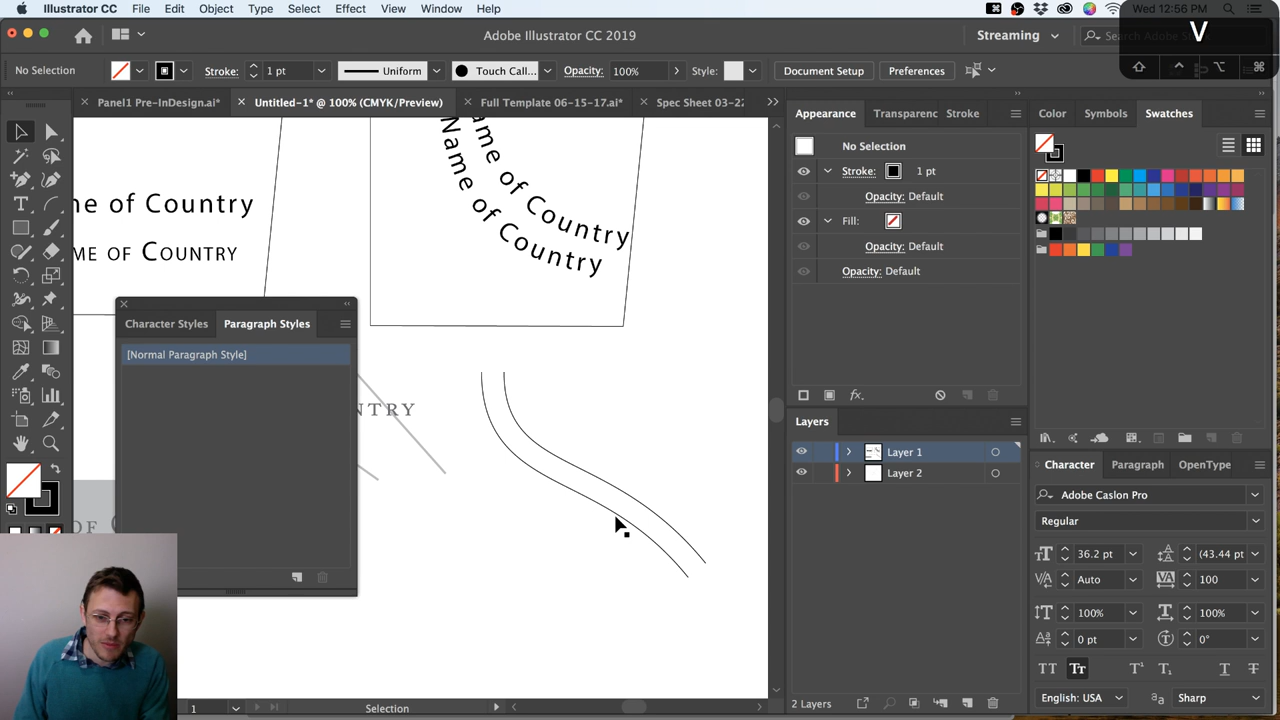 Illustrator CC File Edit Object Type Select Effect View Window Help
Wed 12:56 PM
V
Adobe Illustrator CC 2019
Streaming
Search Adobe
No Selection
Stroke: 1 pt
Uniform
Touch Call...
Opacity: 100%
Style:
Document Setup
Preferences
Panel1 Pre-InDesign.ai*
Untitled-1* @ 100% (CMYK/Preview)
Full Template 06-15-17.ai*
Spec Sheet 03-22
Appearance
Transparenc
Stroke
Color
Symbols
Swatches
No Selection
Stroke: 1 pt
Opacity: Default
Fill:
Opacity: Default
Opacity: Default
ame of Country
Name of Country
ne of Country
ME OF COUNTRY
Character Styles
Paragraph Styles
[Normal Paragraph Style]
NTRY
OF C
Layers
Layer 1
Layer 2
Character
Paragraph
OpenType
Adobe Caslon Pro
Regular
36.2 pt
(43.44 pt
Auto
100
100%
100%
0 pt
0°
English: USA
Sharp
1
Selection
2 Layers